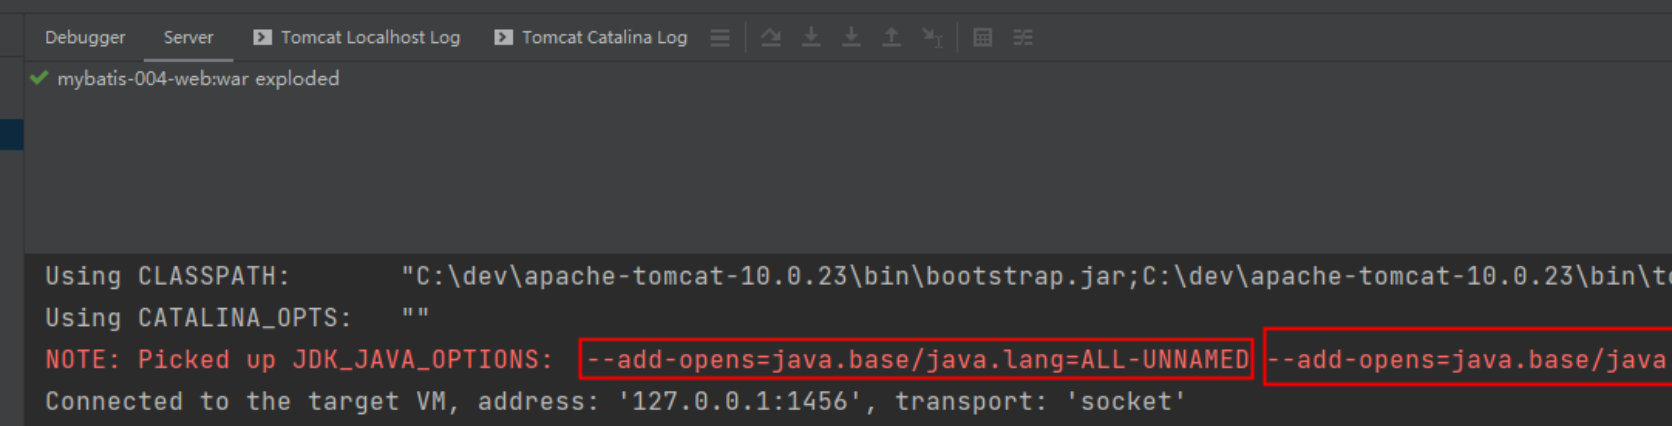 Debugger Server Tomcat Localhost Log Tomcat Catalina Log
mybatis-004-web:war exploded
Using CLASSPATH: "C:\dev\apache-tomcat-10.0.23\bin\bootstrap.jar;C:\dev\apache-tomcat-10.0.23\bin\to
Using CATALINA_OPTS: ""
NOTE: Picked up JDK_JAVA_OPTIONS: --add-opens=java.base/java.lang=ALL-UNNAMED --add-opens=java.base/java
Connected to the target VM, address: '127.0.0.1:1456', transport: 'socket'